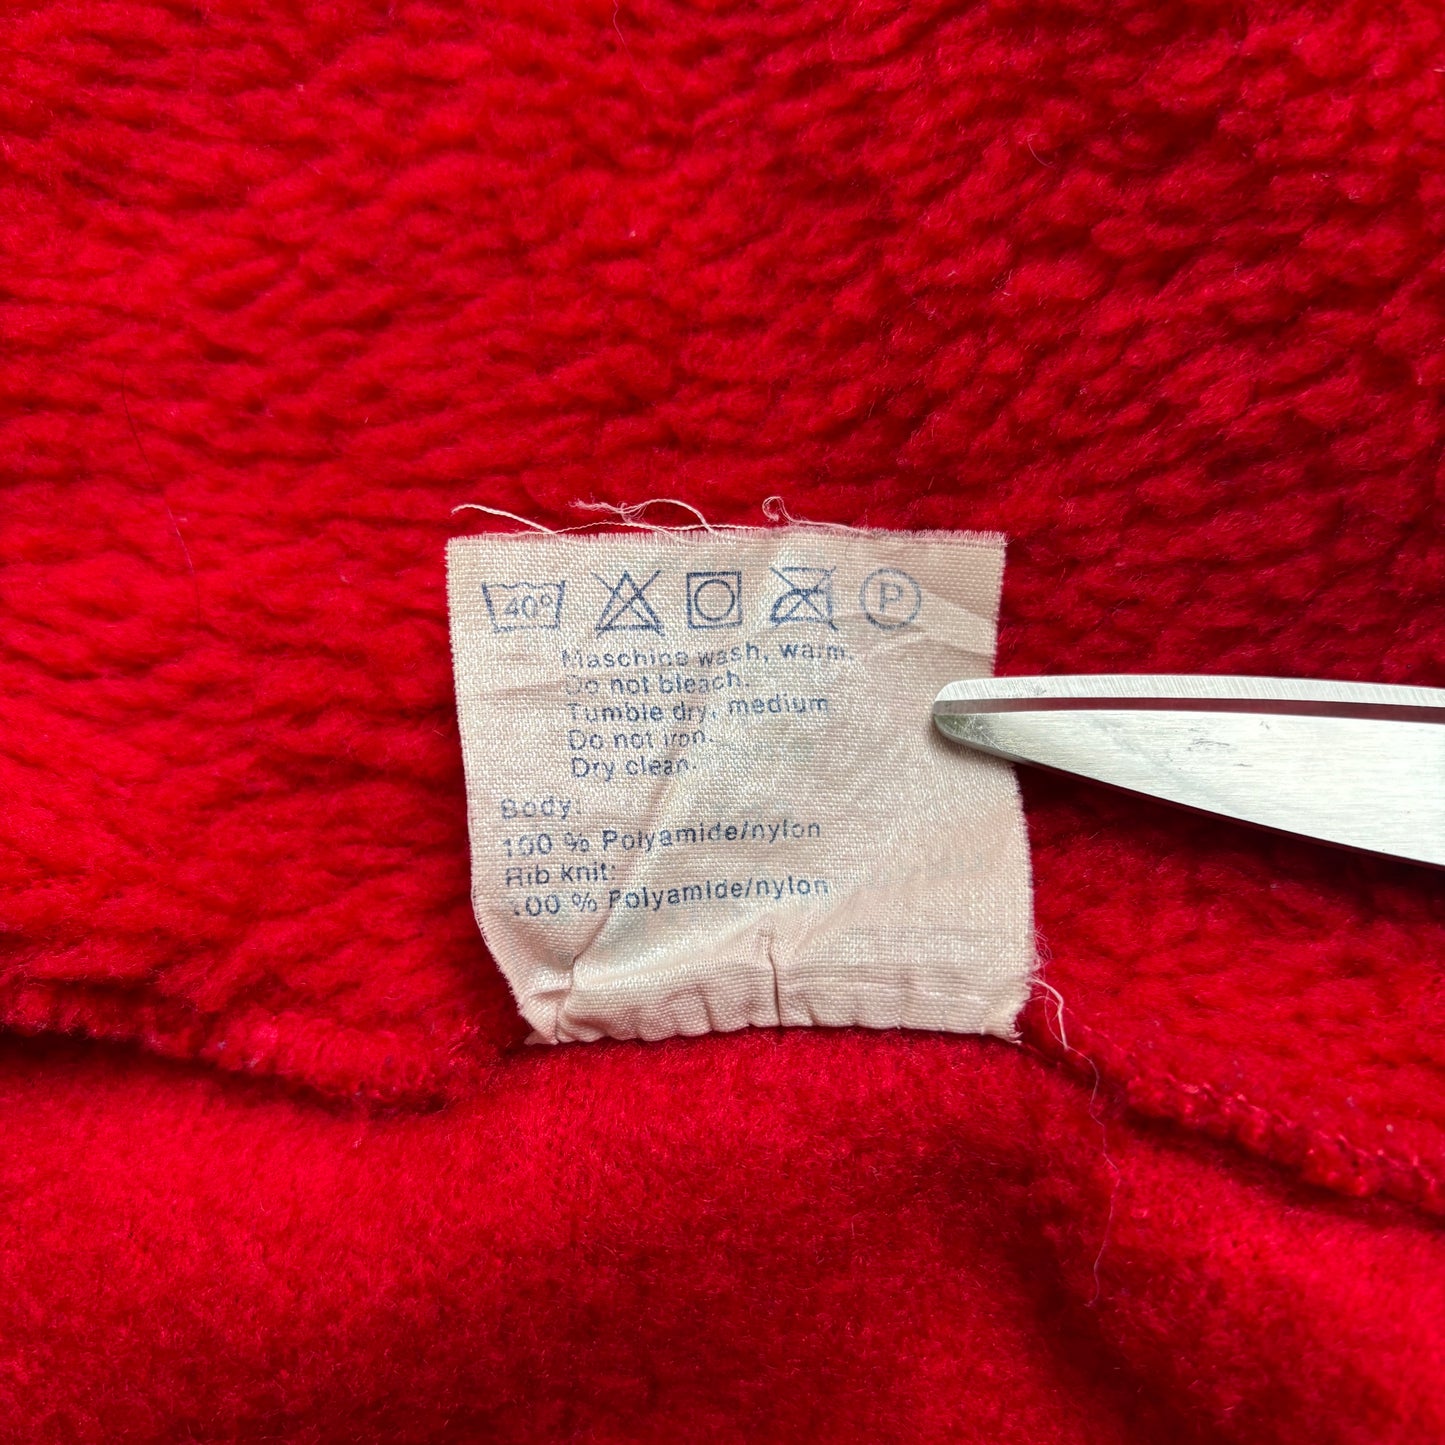 40° P
Maschine wash, warm.
Do not bleach.
Tumble dry, medium
Do not iron.
Dry clean.
Body:
100 % Polyamide/nylon
Rib knit:
100 % Polyamide/nylon